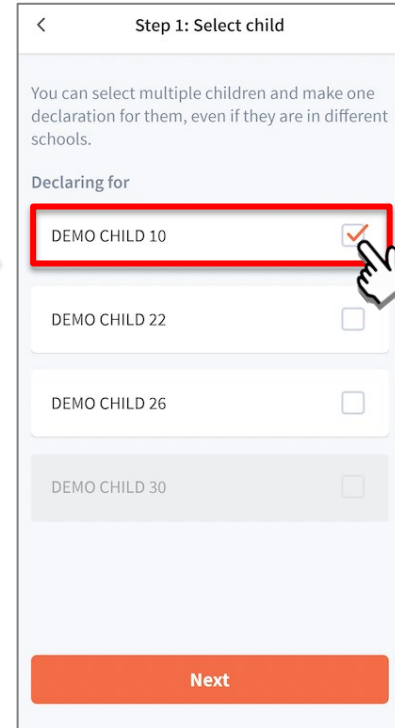 Step 1: Select child
You can select multiple children and make one
declaration for them, even if they are in different
schools.
Declaring for
DEMO CHILD 10
DEMO CHILD 22
DEMO CHILD 26
DEMO CHILD 30
Next